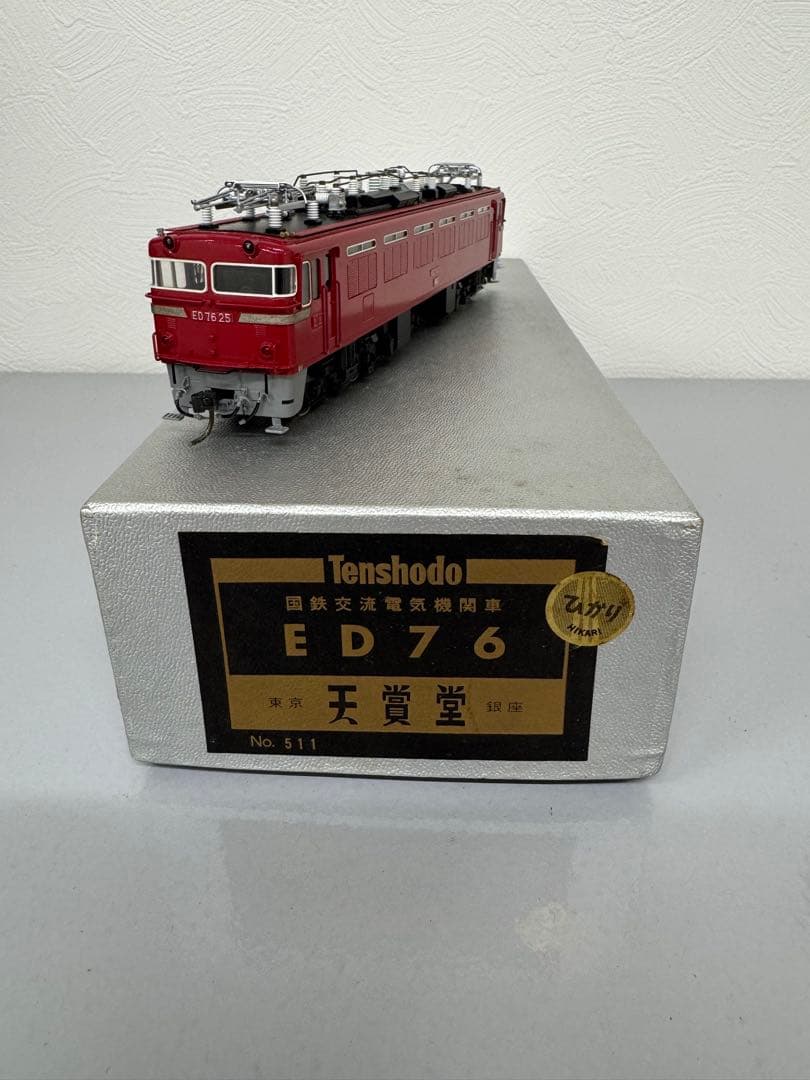 ED7625
Tenshodo
国鉄交流電気機関車
ED76
ひかり
HIKARI
東京 天賞堂 銀座
No. 511